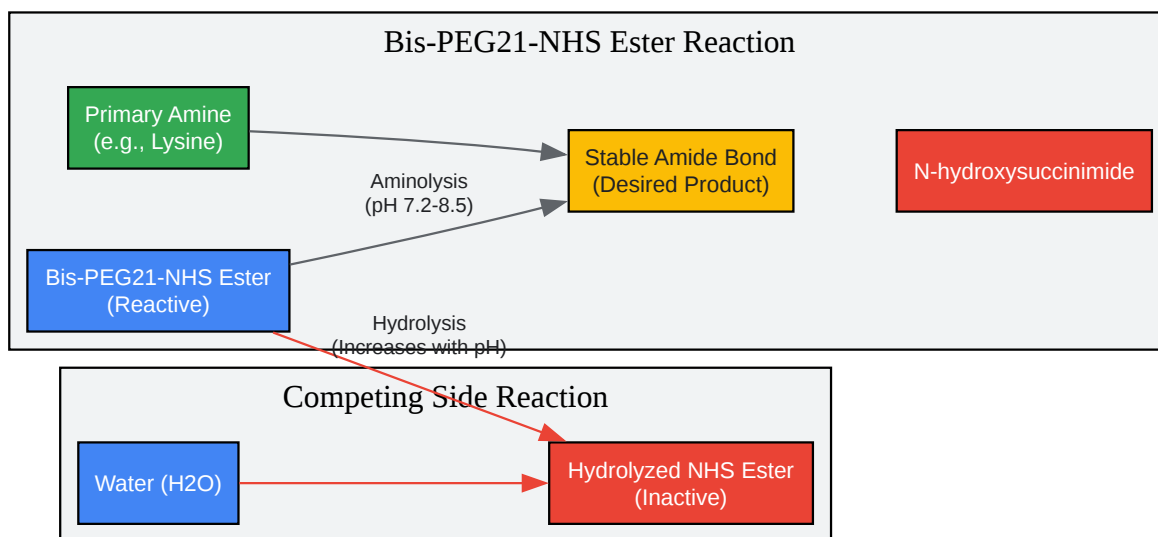 Bis-PEG21-NHS Ester Reaction
Primary Amine
(e.g., Lysine)
Stable Amide Bond
(Desired Product)
N-hydroxysuccinimide
Aminolysis
(pH 7.2-8.5)
Bis-PEG21-NHS Ester
(Reactive)
Hydrolysis
(Increases with pH)
Competing Side Reaction
Water (H2O)
Hydrolyzed NHS Ester
(Inactive)